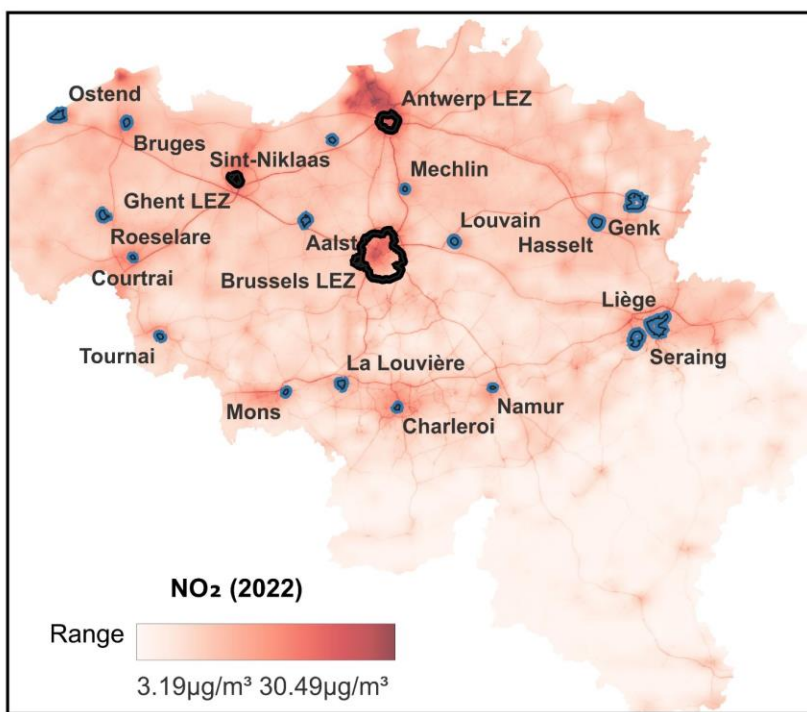 Ostend
Antwerp LEZ
Bruges
Sint-Niklaas
Mechlin
Ghent LEZ
Louvain
Genk
Roeselare
Aalst
Hasselt
Courtrai
Brussels LEZ
Liège
Tournai
La Louvière
Seraing
Mons
Namur
Charleroi
NO₂ (2022)
Range
3.19µg/m³ 30.49µg/m³